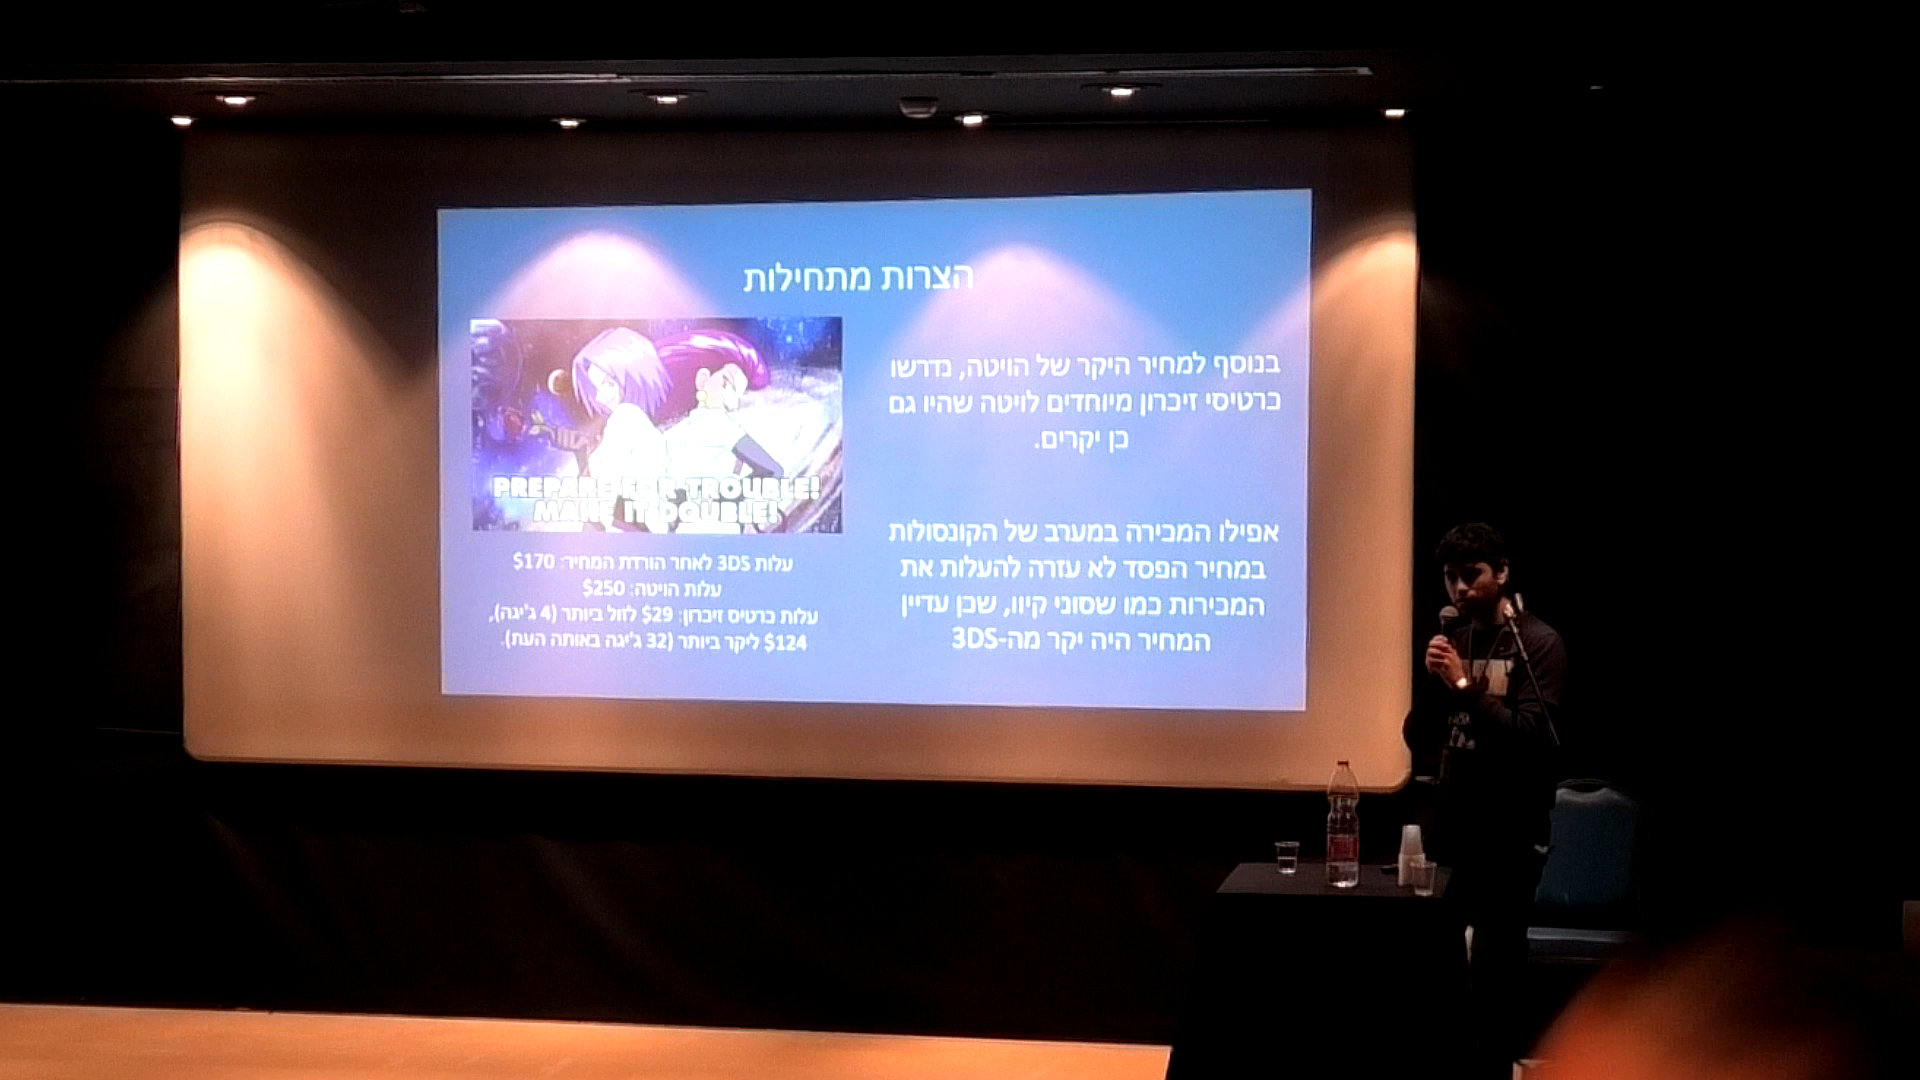 הצרות מתחילות
בנוסף למחיר היקר של הויטה, נדרשו
כרטיסי זיכרון מיוחדים לויטה שהיו גם
כן יקרים.
אפילו המכירה במערב של הקונסולות
במחיר הפסד לא עזרה להעלות את
המכירות כמו שסוני קיוו, שכן עדיין
המחיר היה יקר מה-3DS
PREPARE FOR TROUBLE!
MAKE IT DOUBLE!
עלות 3DS לאחר הורדת המחיר: $170
עלות הויטה: $250
עלות כרטיס זיכרון: $29 לזול ביותר (4 ג'יגה),
$124 ליקר ביותר (32 ג'יגה באותה העת).